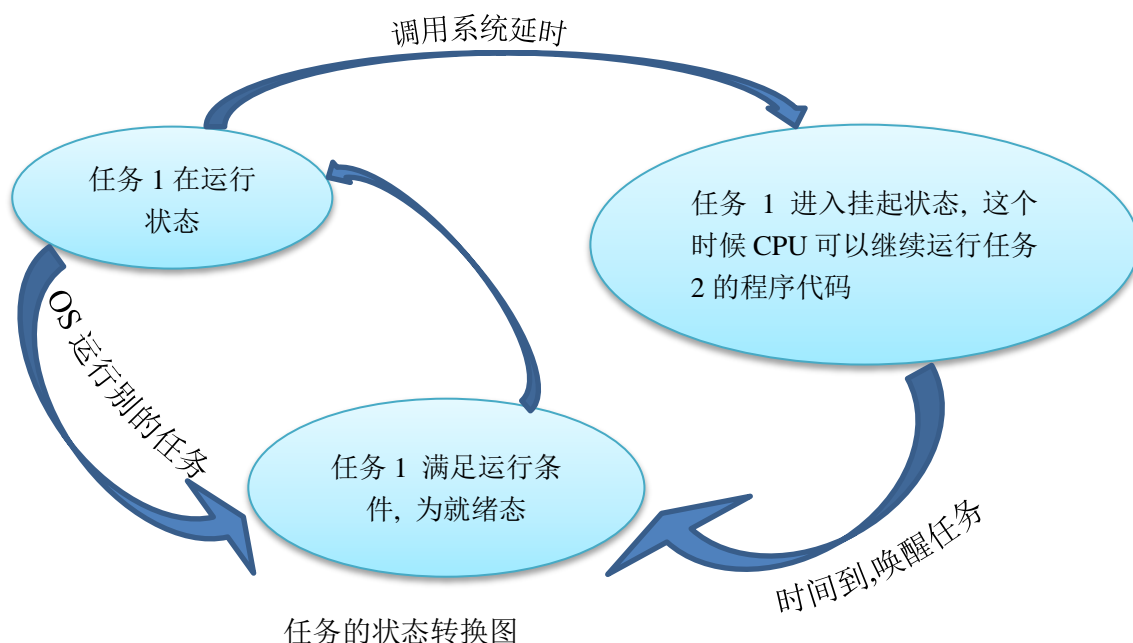 调用系统延时
任务 1 在运行
状态
任务 1 进入挂起状态, 这个
时候 CPU 可以继续运行任务
2 的程序代码
OS 运行别的任务
任务 1 满足运行条
件, 为就绪态
时间到,唤醒任务
任务的状态转换图